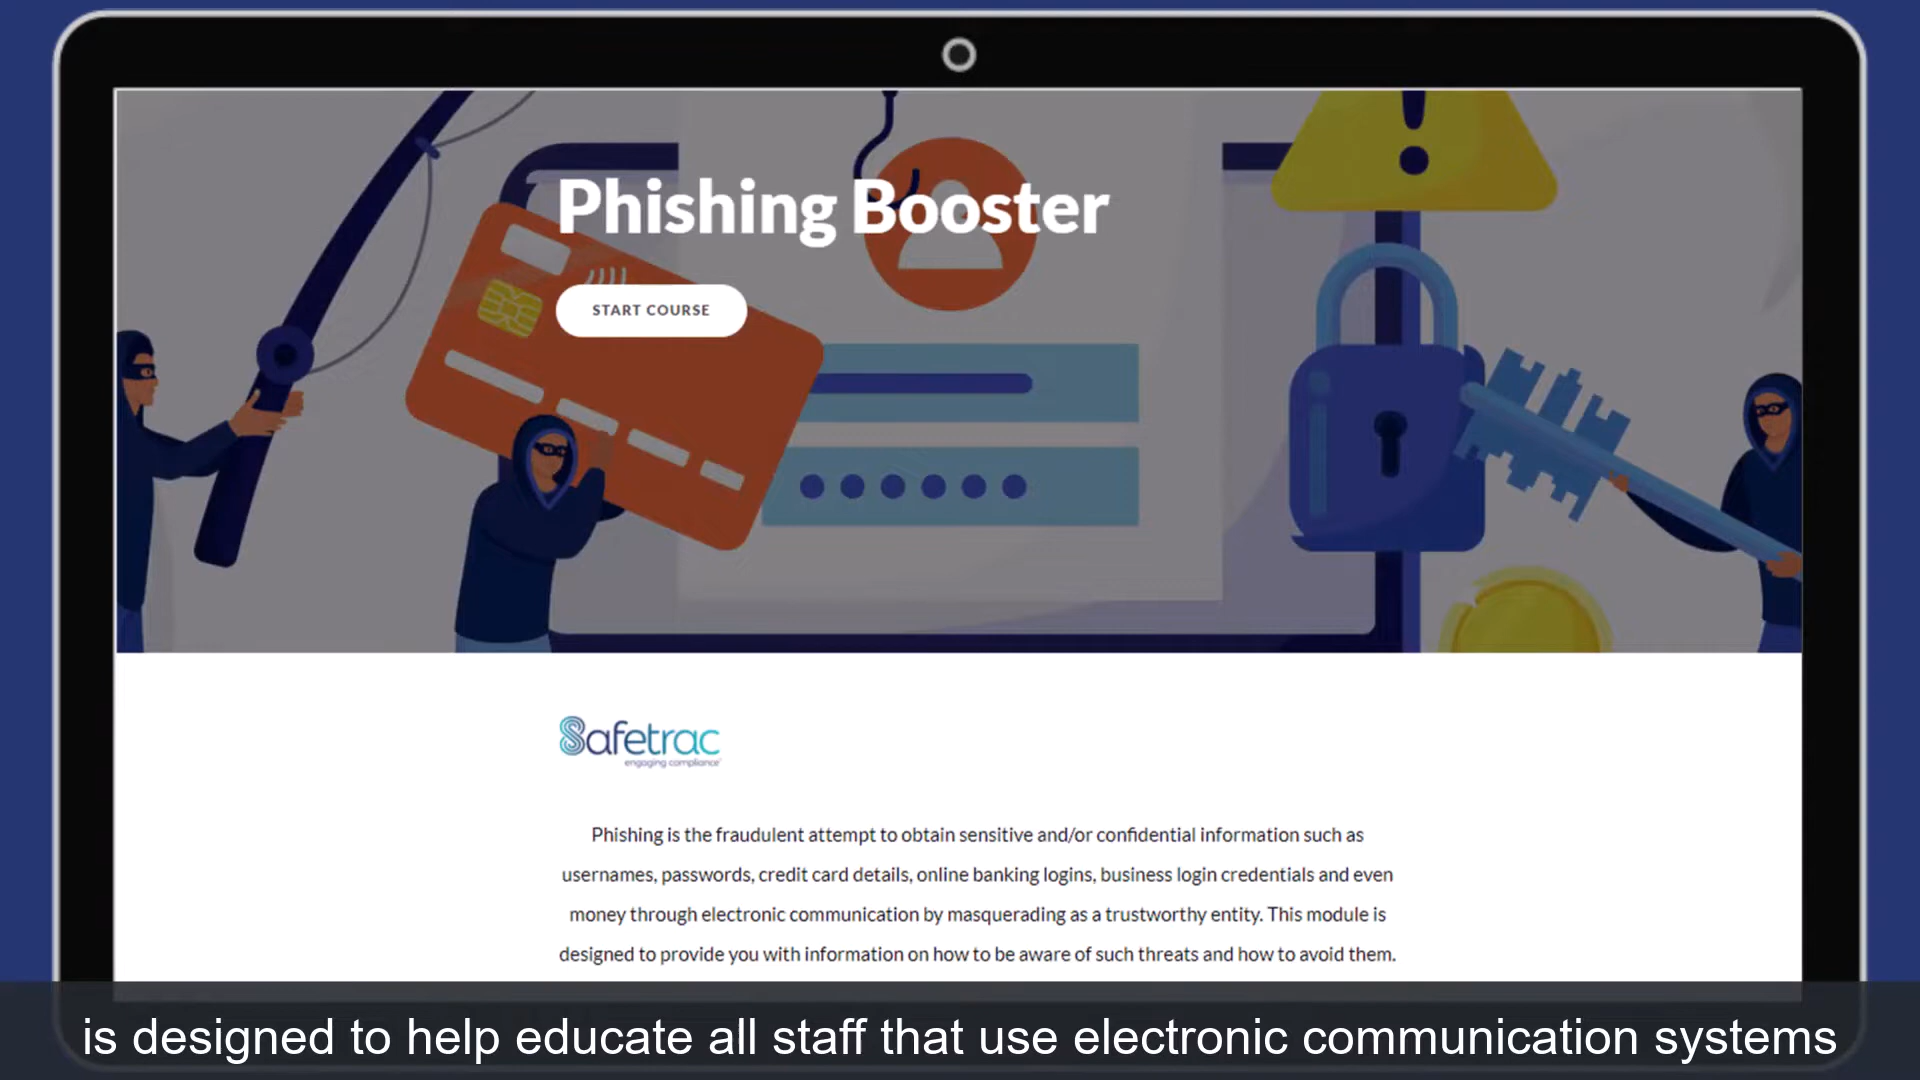 Phishing Booster
START COURSE
Safetrac
engaging compliance
Phishing is the fraudulent attempt to obtain sensitive and/or confidential information such as
usernames, passwords, credit card details, online banking logins, business login credentials and even
money through electronic communication by masquerading as a trustworthy entity. This module is
designed to provide you with information on how to be aware of such threats and how to avoid them.
is designed to help educate all staff that use electronic communication systems